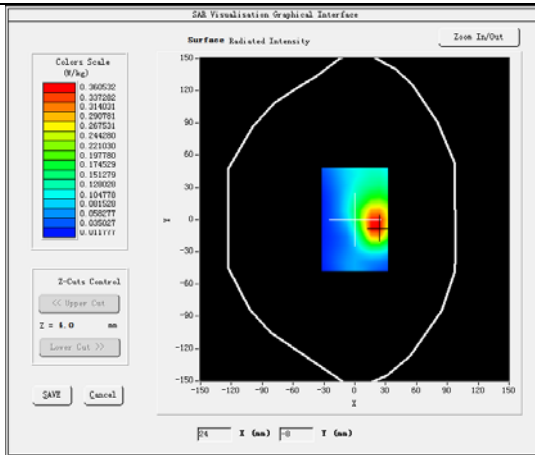 SAR Visualisation Graphical Interface
Surface Radiated Intensity
Zoom In/Out
Colors Scale
(W/kg)
0.360532
0.337282
0.314031
0.290781
0.267531
0.244280
0.221030
0.197780
0.174529
0.151279
0.128028
0.104778
0.081528
0.058277
0.035027
0.011777
Z-Cuts Control
<< Upper Cut
Z = 4.0 mm
Lower Cut >>
SAVE Cancel
150
120
90
60
30
0
-30
-60
-90
-120
-150
Y
-150 -120 -90 -60 -30 0 30 60 90 120 150
X
24 X (mm) Y (mm)